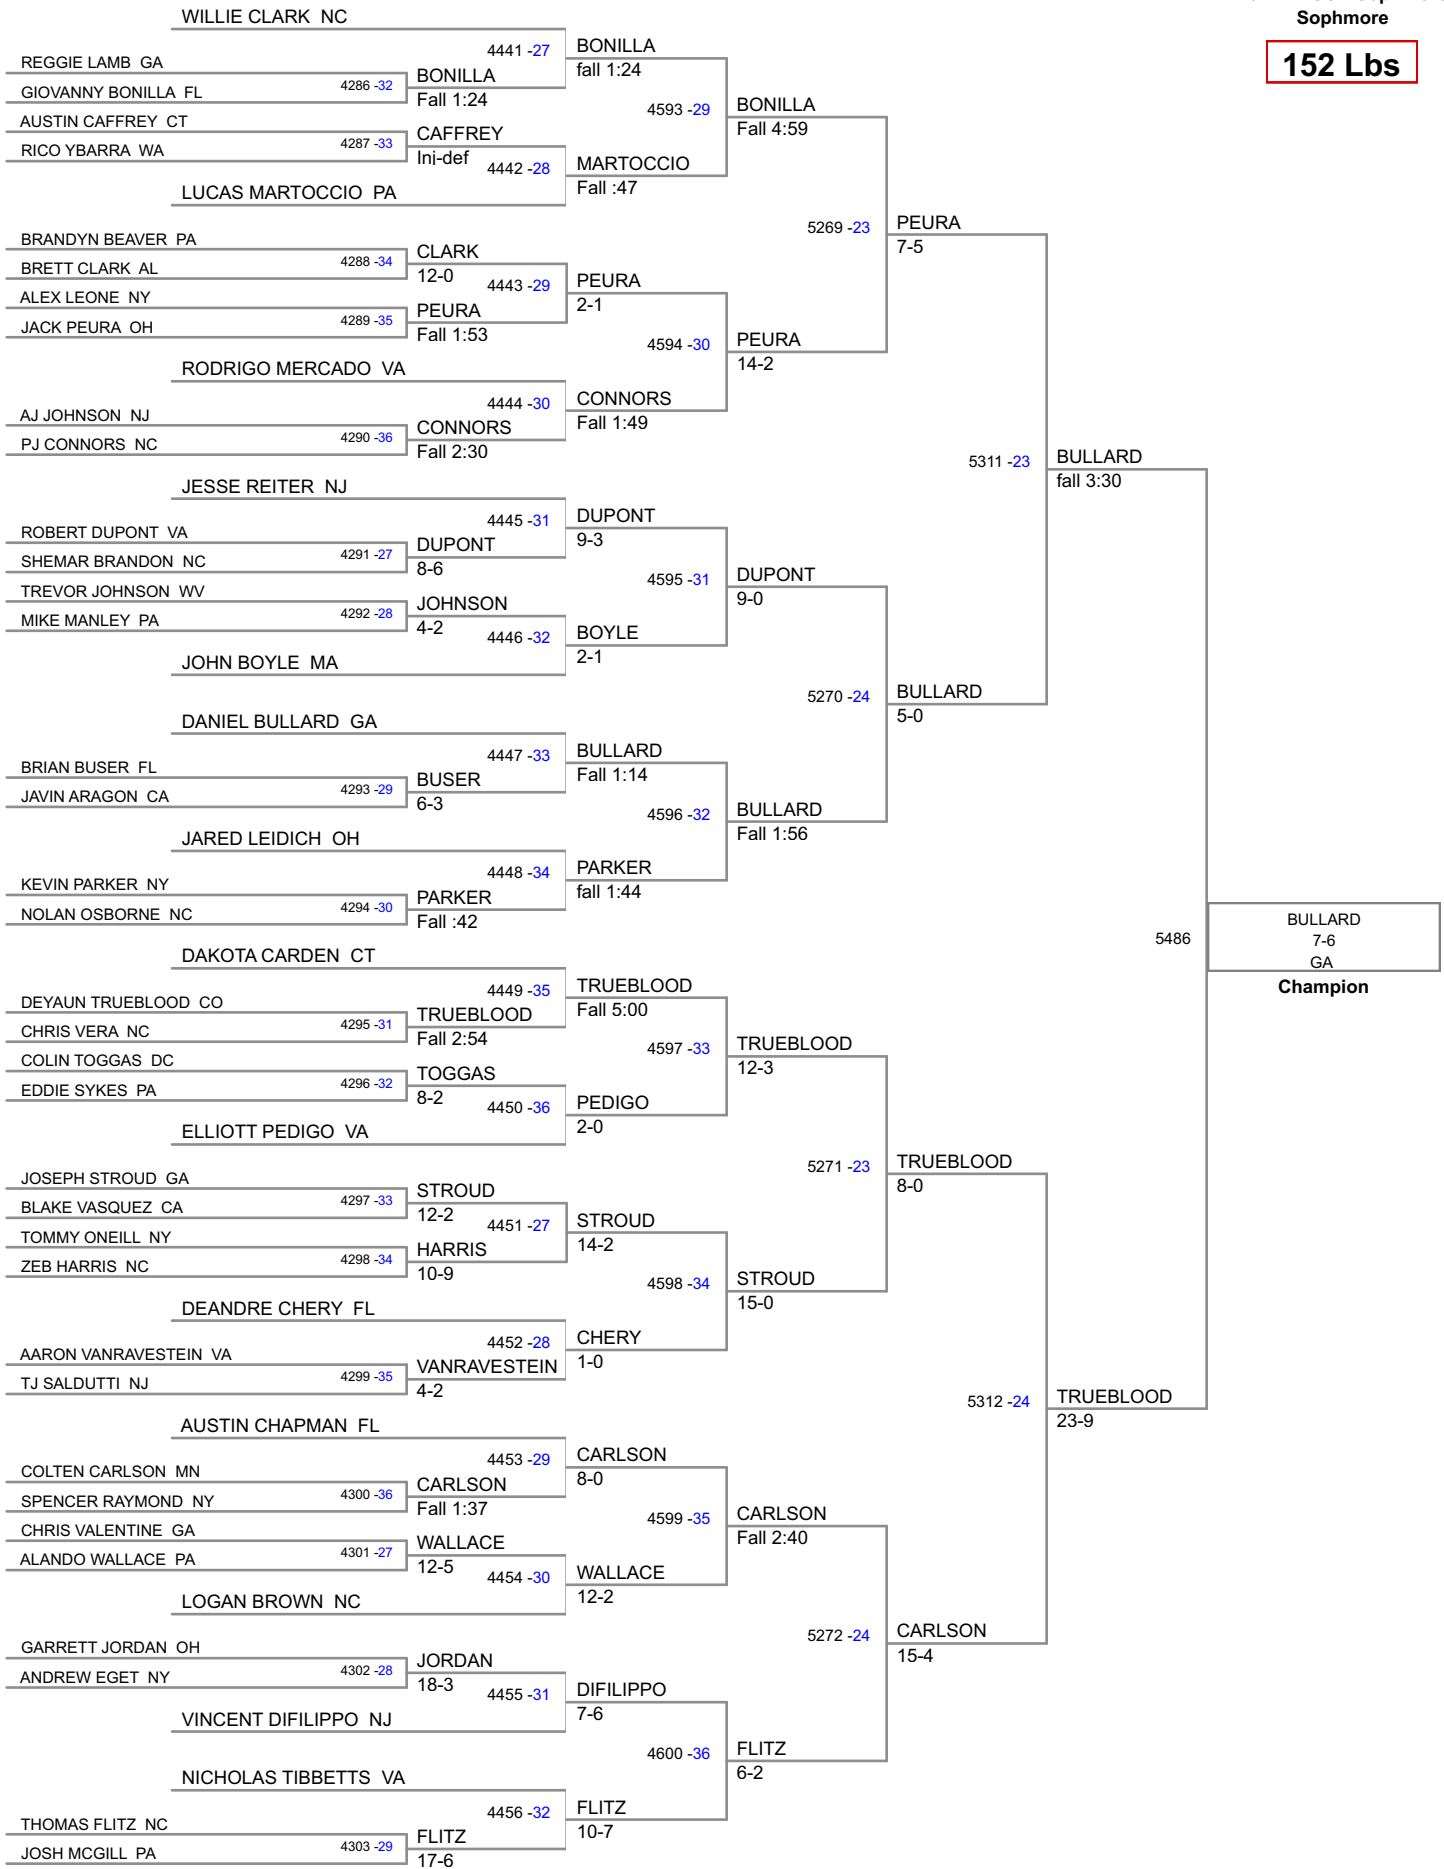 Sophmore
152 Lbs
WILLIE CLARK NC
4441 -27
BONILLA
fall 1:24
REGGIE LAMB GA
GIOVANNY BONILLA FL
4286 -32
BONILLA
Fall 1:24
4593 -29
BONILLA
Fall 4:59
AUSTIN CAFFREY CT
RICO YBARRA WA
4287 -33
CAFFREY
Inj-def
4442 -28
MARTOCCIO
Fall :47
LUCAS MARTOCCIO PA
5269 -23
PEURA
7-5
BRANDYN BEAVER PA
BRETT CLARK AL
4288 -34
CLARK
12-0
4443 -29
PEURA
2-1
ALEX LEONE NY
JACK PEURA OH
4289 -35
PEURA
Fall 1:53
4594 -30
PEURA
14-2
RODRIGO MERCADO VA
4444 -30
CONNORS
Fall 1:49
AJ JOHNSON NJ
PJ CONNORS NC
4290 -36
CONNORS
Fall 2:30
5311 -23
BULLARD
fall 3:30
JESSE REITER NJ
4445 -31
DUPONT
9-3
ROBERT DUPONT VA
SHEMAR BRANDON NC
4291 -27
DUPONT
8-6
4595 -31
DUPONT
9-0
TREVOR JOHNSON WV
MIKE MANLEY PA
4292 -28
JOHNSON
4-2
4446 -32
BOYLE
2-1
JOHN BOYLE MA
5270 -24
BULLARD
5-0
DANIEL BULLARD GA
4447 -33
BULLARD
Fall 1:14
BRIAN BUSER FL
JAVIN ARAGON CA
4293 -29
BUSER
6-3
4596 -32
BULLARD
Fall 1:56
JARED LEIDICH OH
4448 -34
PARKER
fall 1:44
KEVIN PARKER NY
NOLAN OSBORNE NC
4294 -30
PARKER
Fall :42
5486
BULLARD
7-6
GA
Champion
DAKOTA CARDEN CT
4449 -35
TRUEBLOOD
Fall 5:00
DEYAUN TRUEBLOOD CO
CHRIS VERA NC
4295 -31
TRUEBLOOD
Fall 2:54
4597 -33
TRUEBLOOD
12-3
COLIN TOGGAS DC
EDDIE SYKES PA
4296 -32
TOGGAS
8-2
4450 -36
PEDIGO
2-0
ELLIOTT PEDIGO VA
5271 -23
TRUEBLOOD
8-0
JOSEPH STROUD GA
BLAKE VASQUEZ CA
4297 -33
STROUD
12-2
4451 -27
STROUD
14-2
TOMMY ONEILL NY
ZEB HARRIS NC
4298 -34
HARRIS
10-9
4598 -34
STROUD
15-0
DEANDRE CHERY FL
4452 -28
CHERY
1-0
AARON VANRAVESTEIN VA
TJ SALDUTTI NJ
4299 -35
VANRAVESTEIN
4-2
5312 -24
TRUEBLOOD
23-9
AUSTIN CHAPMAN FL
4453 -29
CARLSON
8-0
COLTEN CARLSON MN
SPENCER RAYMOND NY
4300 -36
CARLSON
Fall 1:37
4599 -35
CARLSON
Fall 2:40
CHRIS VALENTINE GA
ALANDO WALLACE PA
4301 -27
WALLACE
12-5
4454 -30
WALLACE
12-2
LOGAN BROWN NC
5272 -24
CARLSON
15-4
GARRETT JORDAN OH
ANDREW EGET NY
4302 -28
JORDAN
18-3
4455 -31
DIFILIPPO
7-6
VINCENT DIFILIPPO NJ
4600 -36
FLITZ
6-2
NICHOLAS TIBBETTS VA
4456 -32
FLITZ
10-7
THOMAS FLITZ NC
JOSH MCGILL PA
4303 -29
FLITZ
17-6